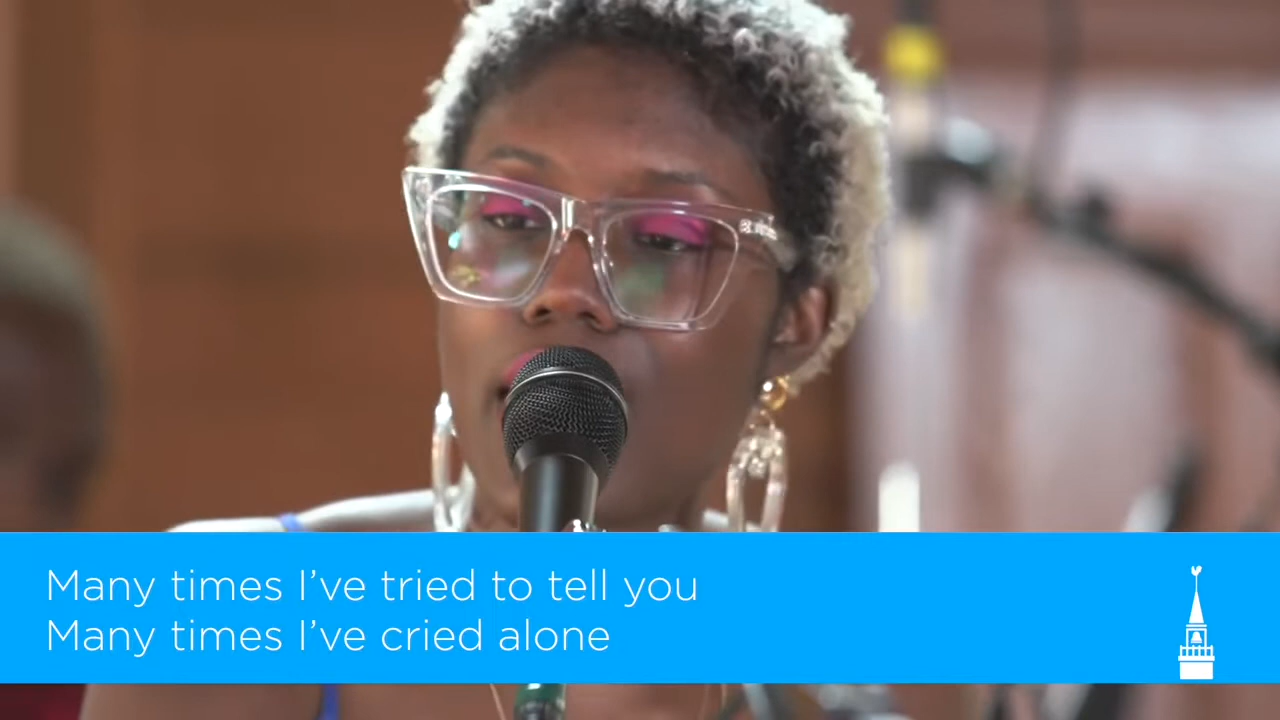 Many times I’ve tried to tell you
Many times I’ve cried alone